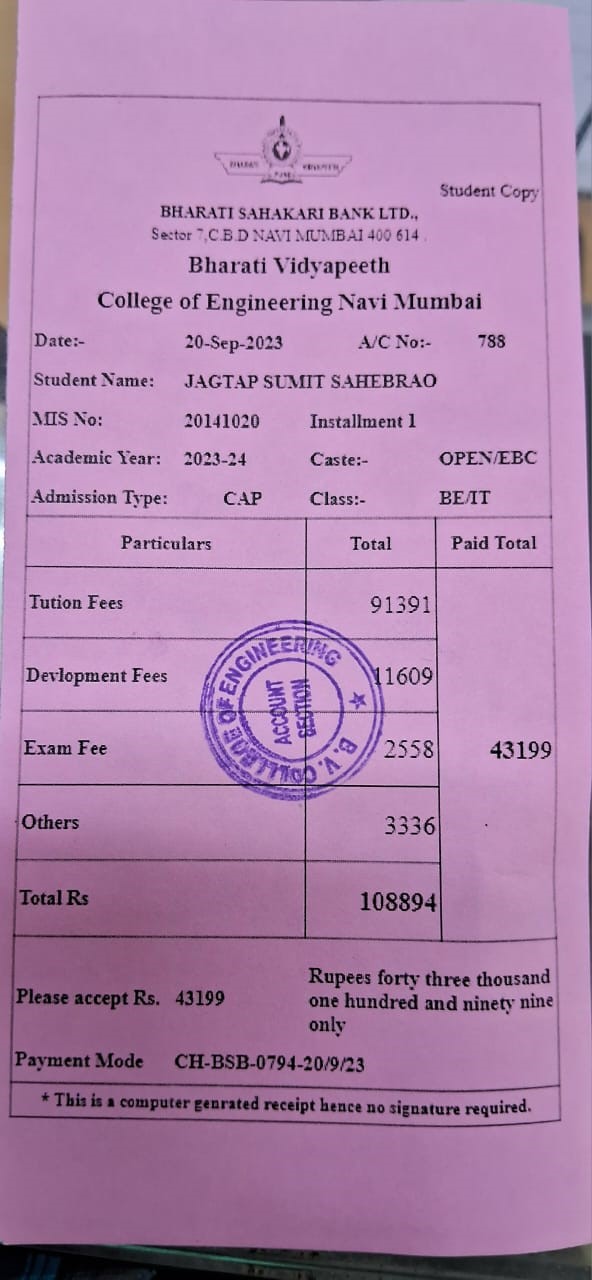 BHARATI VIDYAPEETH
PUNE
Student Copy
BHARATI SAHAKARI BANK LTD.,
Sector 7,C.B.D NAVI MUMBAI 400 614 .
Bharati Vidyapeeth
College of Engineering Navi Mumbai
Date:- 20-Sep-2023 A/C No:- 788
Student Name: JAGTAP SUMIT SAHEBRAO
MIS No: 20141020 Installment 1
Academic Year: 2023-24 Caste:- OPEN/EBC
Admission Type: CAP Class:- BE/IT
Particulars Total Paid Total
Tution Fees 91391
Devlopment Fees 11609
Exam Fee 2558 43199
Others 3336
Total Rs 108894
B.V. COLLEGE OF ENGINEERING
ACCOUNT
SECTION
Please accept Rs. 43199 Rupees forty three thousand
one hundred and ninety nine
only
Payment Mode CH-BSB-0794-20/9/23
* This is a computer genrated receipt hence no signature required.